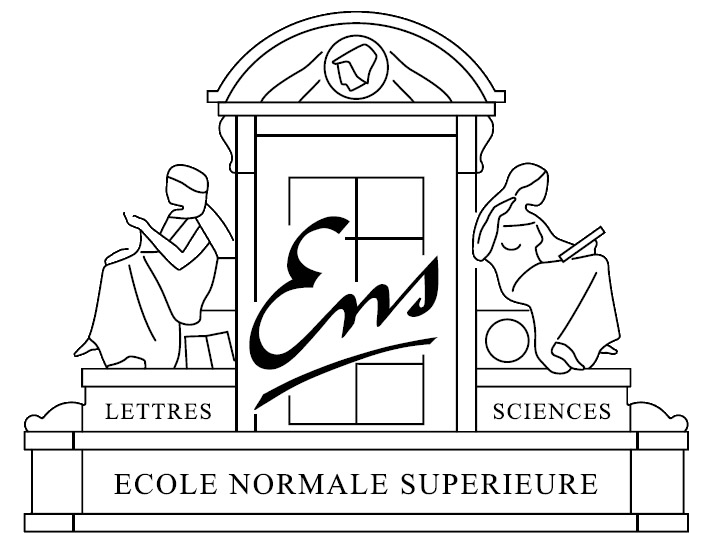 Ens
LETTRES SCIENCES
ECOLE NORMALE SUPERIEURE